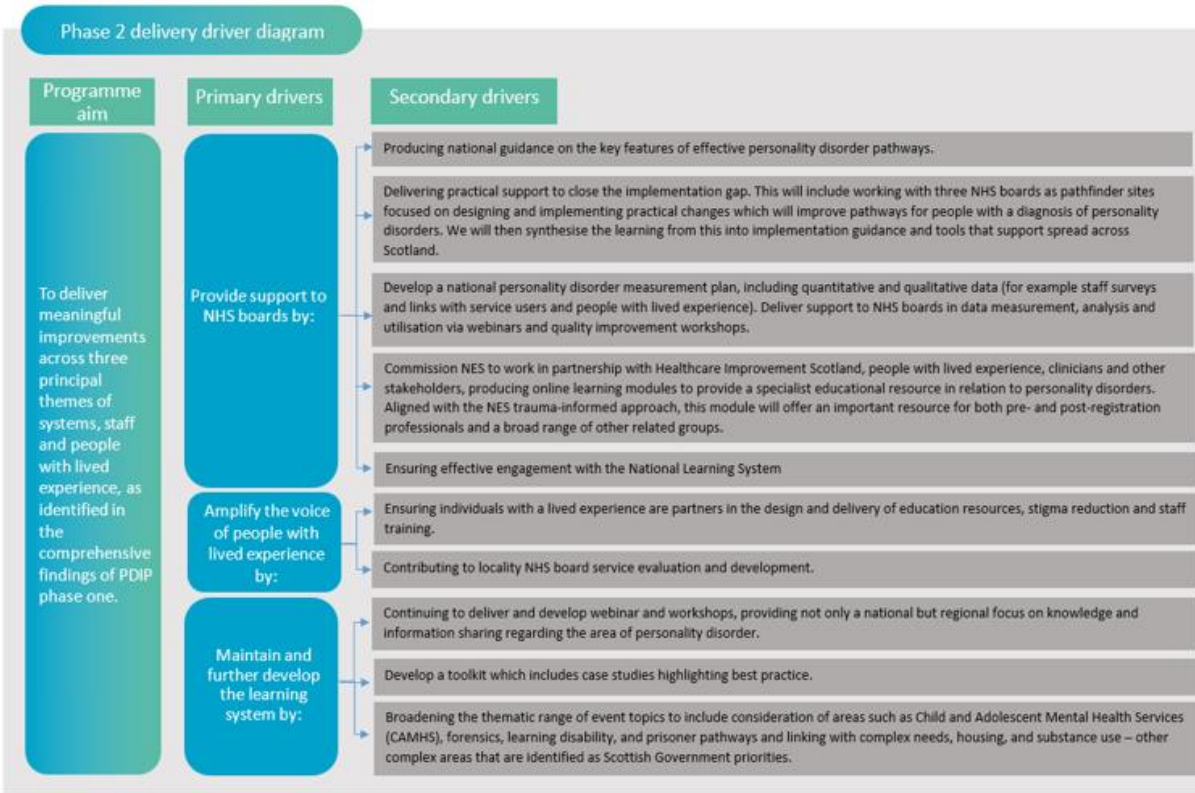 Phase 2 delivery driver diagram
Programme
aim
Primary drivers
Secondary drivers
To deliver
meaningful
improvements
across three
principal
themes of
systems, staff
and people
with lived
experience, as
identified in
the
comprehensive
findings of PDIP
phase one.
Provide support to
NHS boards by:
Producing national guidance on the key features of effective personality disorder pathways.
Delivering practical support to close the implementation gap. This will include working with three NHS boards as pathfinder sites
focused on designing and implementing practical changes which will improve pathways for people with a diagnosis of personality
disorders. We will then synthesise the learning from this into implementation guidance and tools that support spread across
Scotland.
Develop a national personality disorder measurement plan, including quantitative and qualitative data (for example staff surveys
and links with service users and people with lived experience). Deliver support to NHS boards in data measurement, analysis and
utilisation via webinars and quality improvement workshops.
Commission NES to work in partnership with Healthcare Improvement Scotland, people with lived experience, clinicians and other
stakeholders, producing online learning modules to provide a specialist educational resource in relation to personality disorders.
Aligned with the NES trauma-informed approach, this module will offer an important resource for both pre- and post-registration
professionals and a broad range of other related groups.
Ensuring effective engagement with the National Learning System
Amplify the voice
of people with
lived experience
by:
Ensuring individuals with a lived experience are partners in the design and delivery of education resources, stigma reduction and staff
training.
Contributing to locality NHS board service evaluation and development.
Maintain and
further develop
the learning
system by:
Continuing to deliver and develop webinar and workshops, providing not only a national but regional focus on knowledge and
information sharing regarding the area of personality disorder.
Develop a toolkit which includes case studies highlighting best practice.
Broadening the thematic range of event topics to include consideration of areas such as Child and Adolescent Mental Health Services
(CAMHS), forensics, learning disability, and prisoner pathways and linking with complex needs, housing, and substance use – other
complex areas that are identified as Scottish Government priorities.